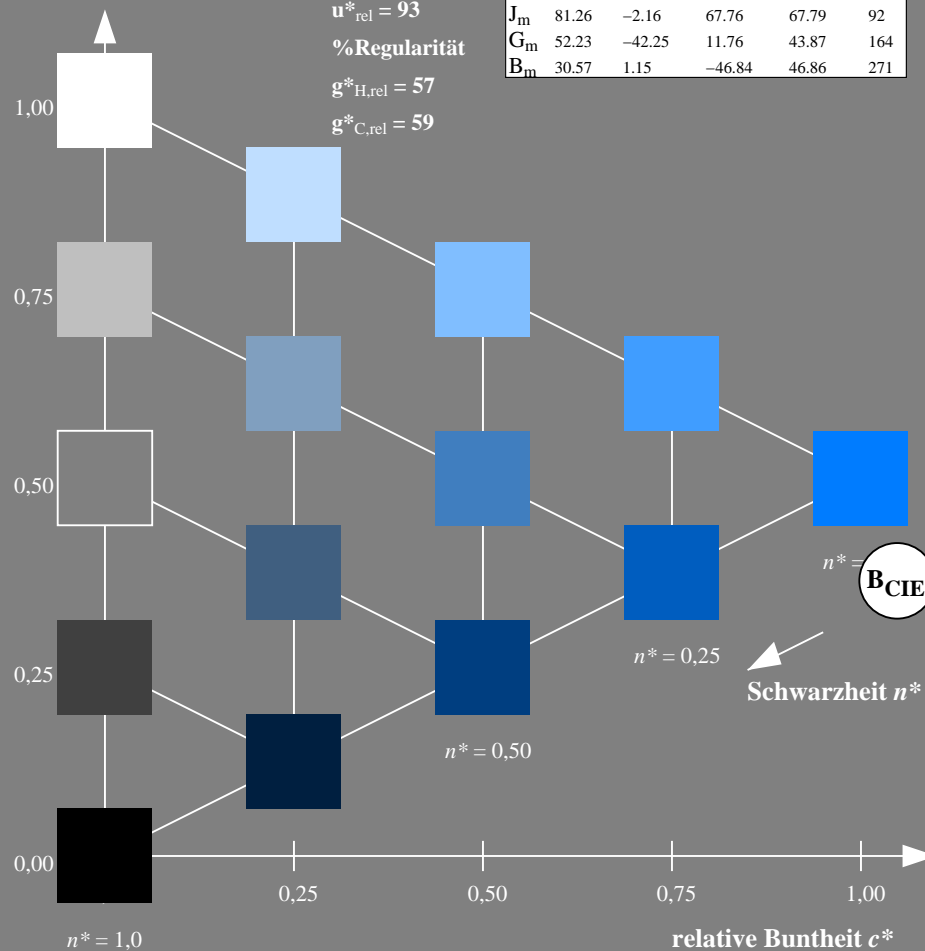 u*rel = 93
%Regularität
g*H,rel = 57
g*C,rel = 59
Jm 81.26 −2.16 67.76 67.79 92
Gm 52.23 −42.25 11.76 43.87 164
Bm 30.57 1.15 −46.84 46.86 271
1,00
0,75
0,50
n* =
BCIE
n* = 0,25
0,25
Schwarzheit n*
n* = 0,50
0,00
0,25 0,50 0,75 1,00
n* = 1,0
relative Buntheit c*